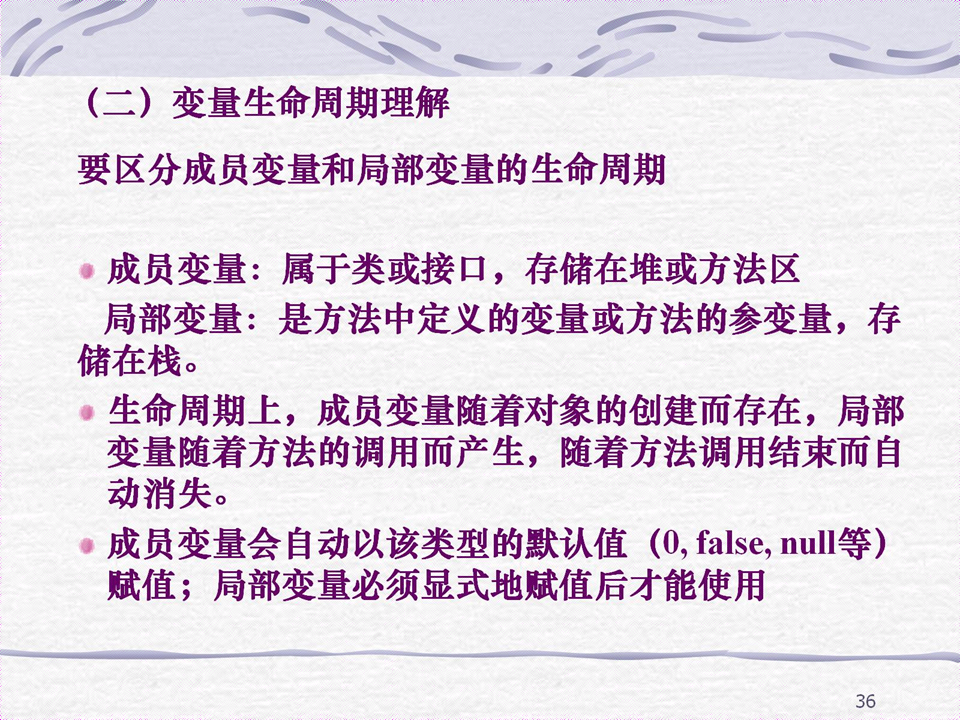 （二）变量生命周期理解
要区分成员变量和局部变量的生命周期
成员变量：属于类或接口，存储在堆或方法区
局部变量：是方法中定义的变量或方法的参变量，存
储在栈。
生命周期上，成员变量随着对象的创建而存在，局部
变量随着方法的调用而产生，随着方法调用结束而自
动消失。
成员变量会自动以该类型的默认值（0, false, null等）
赋值；局部变量必须显式地赋值后才能使用
36